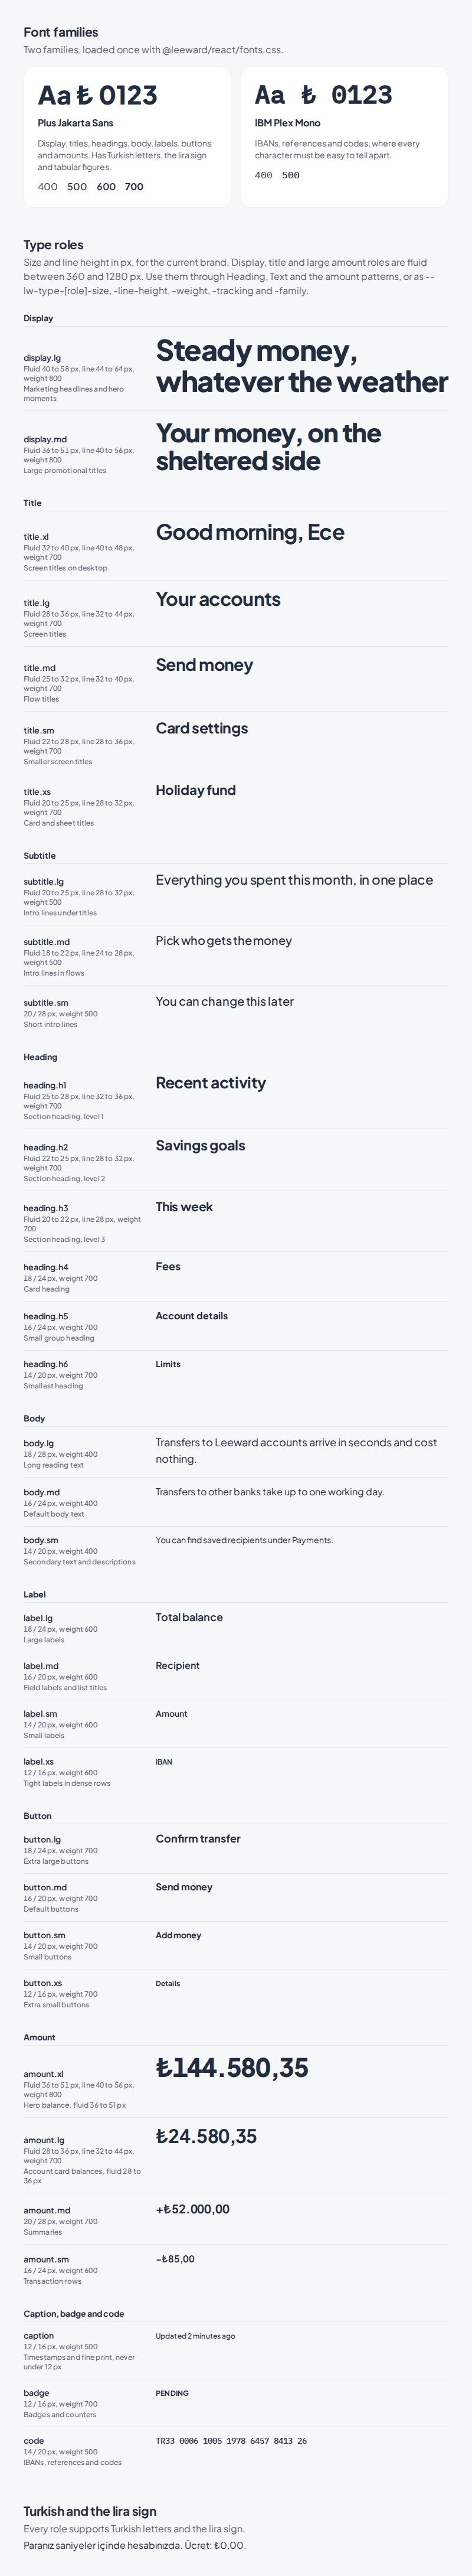 Font families
Two families, loaded once with @leeward/react/fonts.css.
Aa ₺ 0123
Plus Jakarta Sans
Display, titles, headings, body, labels, buttons
and amounts. Has Turkish letters, the lira sign
and tabular figures.
400 500 600 700
Aa ₺ 0123
IBM Plex Mono
IBANs, references and codes, where every
character must be easy to tell apart.
400 500
Type roles
Size and line height in px, for the current brand. Display, title and large amount roles are fluid
between 360 and 1280 px. Use them through Heading, Text and the amount patterns, or as --
lw-type-[role]-size, -line-height, -weight, -tracking and -family.
Display
display.lg
Fluid 40 to 58 px, line 44 to 64 px,
weight 800
Marketing headlines and hero
moments
Steady money,
whatever the weather
display.md
Fluid 36 to 51 px, line 40 to 56 px,
weight 800
Large promotional titles
Your money, on the
sheltered side
Title
title.xl
Fluid 32 to 40 px, line 40 to 48 px,
weight 700
Screen titles on desktop
Good morning, Ece
title.lg
Fluid 28 to 36 px, line 32 to 44 px,
weight 700
Screen titles
Your accounts
title.md
Fluid 25 to 32 px, line 32 to 40 px,
weight 700
Flow titles
Send money
title.sm
Fluid 22 to 28 px, line 28 to 36 px,
weight 700
Smaller screen titles
Card settings
title.xs
Fluid 20 to 25 px, line 28 to 32 px,
weight 700
Card and sheet titles
Holiday fund
Subtitle
subtitle.lg
Fluid 20 to 25 px, line 28 to 32 px,
weight 500
Intro lines under titles
Everything you spent this month, in one place
subtitle.md
Fluid 18 to 22 px, line 24 to 28 px,
weight 500
Intro lines in flows
Pick who gets the money
subtitle.sm
20 / 28 px, weight 500
Short intro lines
You can change this later
Heading
heading.h1
Fluid 25 to 28 px, line 32 to 36 px,
weight 700
Section heading, level 1
Recent activity
heading.h2
Fluid 22 to 25 px, line 28 to 32 px,
weight 700
Section heading, level 2
Savings goals
heading.h3
Fluid 20 to 22 px, line 28 px, weight
700
Section heading, level 3
This week
heading.h4
18 / 24 px, weight 700
Card heading
Fees
heading.h5
16 / 24 px, weight 700
Small group heading
Account details
heading.h6
14 / 20 px, weight 700
Smallest heading
Limits
Body
body.lg
18 / 28 px, weight 400
Long reading text
Transfers to Leeward accounts arrive in seconds and cost
nothing.
body.md
16 / 24 px, weight 400
Default body text
Transfers to other banks take up to one working day.
body.sm
14 / 20 px, weight 400
Secondary text and descriptions
You can find saved recipients under Payments.
Label
label.lg
18 / 24 px, weight 600
Large labels
Total balance
label.md
16 / 20 px, weight 600
Field labels and list titles
Recipient
label.sm
14 / 20 px, weight 600
Small labels
Amount
label.xs
12 / 16 px, weight 600
Tight labels in dense rows
IBAN
Button
button.lg
18 / 24 px, weight 700
Extra large buttons
Confirm transfer
button.md
16 / 20 px, weight 700
Default buttons
Send money
button.sm
14 / 20 px, weight 700
Small buttons
Add money
button.xs
12 / 16 px, weight 700
Extra small buttons
Details
Amount
amount.xl
Fluid 36 to 51 px, line 40 to 56 px,
weight 800
Hero balance, fluid 36 to 51 px
₺144.580,35
amount.lg
Fluid 28 to 36 px, line 32 to 44 px,
weight 700
Account card balances, fluid 28 to
36 px
₺24.580,35
amount.md
20 / 28 px, weight 700
Summaries
+₺52.000,00
amount.sm
16 / 24 px, weight 600
Transaction rows
−₺85,00
Caption, badge and code
caption
12 / 16 px, weight 500
Timestamps and fine print, never
under 12 px
Updated 2 minutes ago
badge
12 / 16 px, weight 700
Badges and counters
PENDING
code
14 / 20 px, weight 500
IBANs, references and codes
TR33 0006 1005 1978 6457 8413 26
Turkish and the lira sign
Every role supports Turkish letters and the lira sign.
Paranız saniyeler içinde hesabınızda. Ücret: ₺0,00.